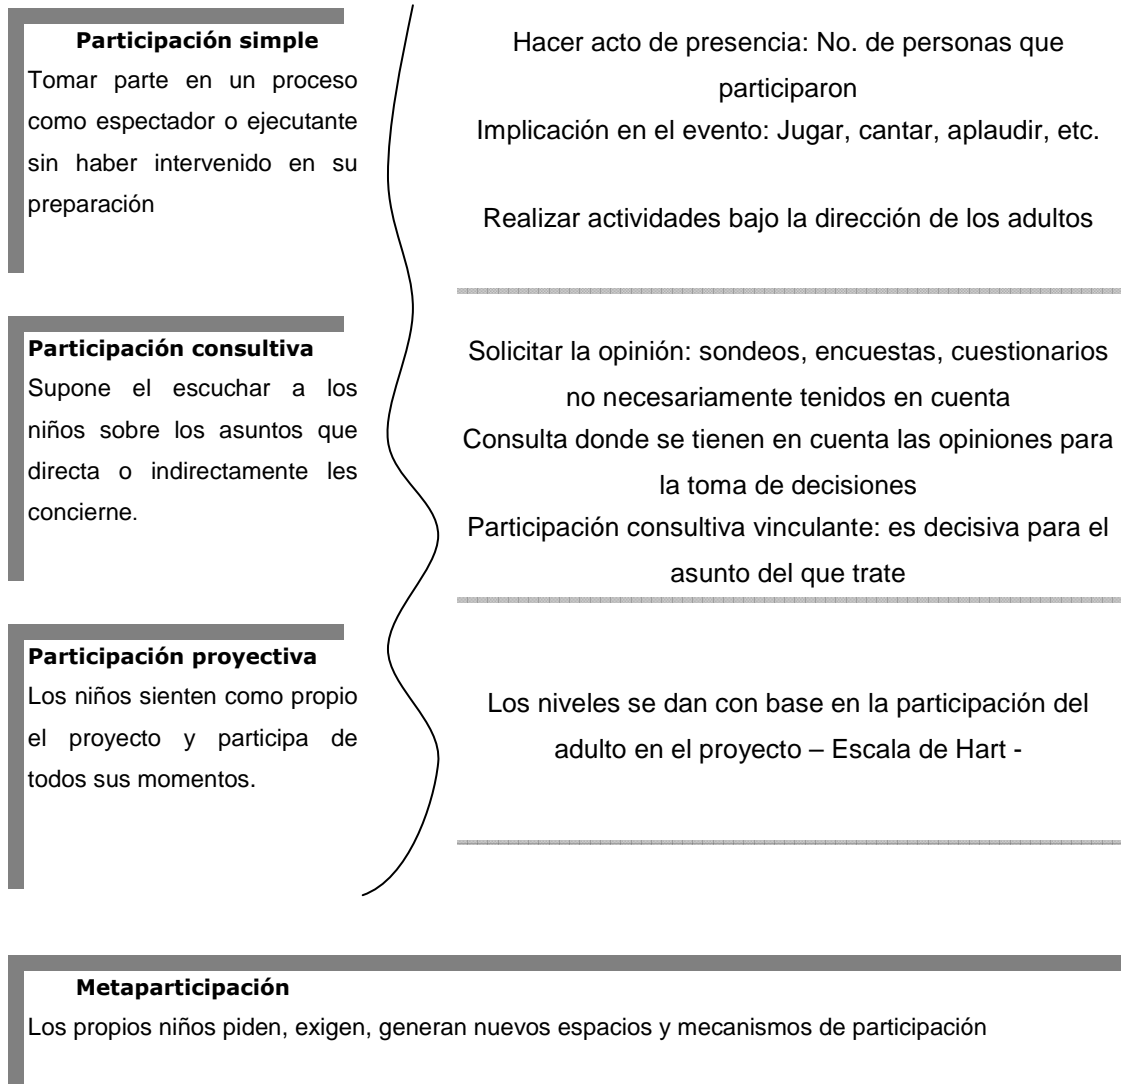 Participación simple
Tomar parte en un proceso
como espectador o ejecutante
sin haber intervenido en su
preparación
Hacer acto de presencia: No. de personas que
participaron
Implicación en el evento: Jugar, cantar, aplaudir, etc.
Realizar actividades bajo la dirección de los adultos
Participación consultiva
Supone el escuchar a los
niños sobre los asuntos que
directa o indirectamente les
concierne.
Solicitar la opinión: sondeos, encuestas, cuestionarios
no necesariamente tenidos en cuenta
Consulta donde se tienen en cuenta las opiniones para
la toma de decisiones
Participación consultiva vinculante: es decisiva para el
asunto del que trate
Participación proyectiva
Los niños sienten como propio
el proyecto y participa de
todos sus momentos.
Los niveles se dan con base en la participación del
adulto en el proyecto – Escala de Hart -
Metaparticipación
Los propios niños piden, exigen, generan nuevos espacios y mecanismos de participación